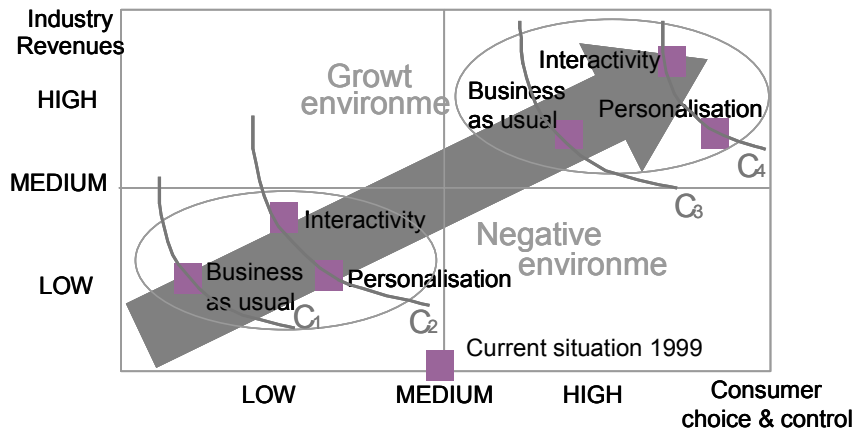 Industry
Revenues
HIGH
MEDIUM
LOW
Growt
environme
Interactivity
Business
as usual
Personalisation
C4
C3
Negative
environme
Interactivity
Business
as usual
Personalisation
C1
C2
Current situation 1999
LOW
MEDIUM
HIGH
Consumer
choice & control